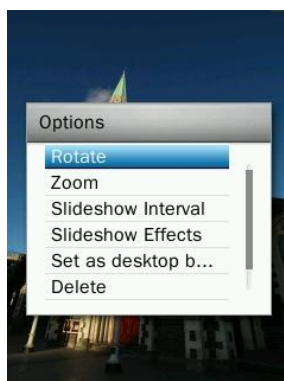 Options
Rotate
Zoom
Slideshow Interval
Slideshow Effects
Set as desktop b...
Delete